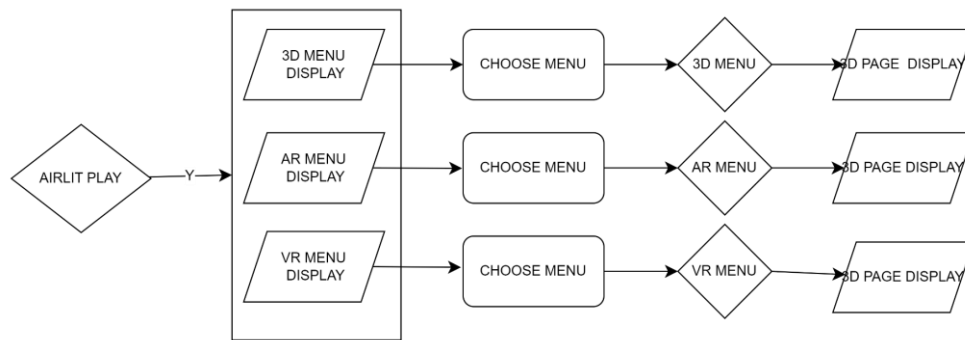 3D MENU
DISPLAY
CHOOSE MENU
3D MENU
3D PAGE  DISPLAY
AIRLIT PLAY
Y
AR MENU
DISPLAY
CHOOSE MENU
AR MENU
3D PAGE DISPLAY
VR MENU
DISPLAY
CHOOSE MENU
VR MENU
3D PAGE DISPLAY